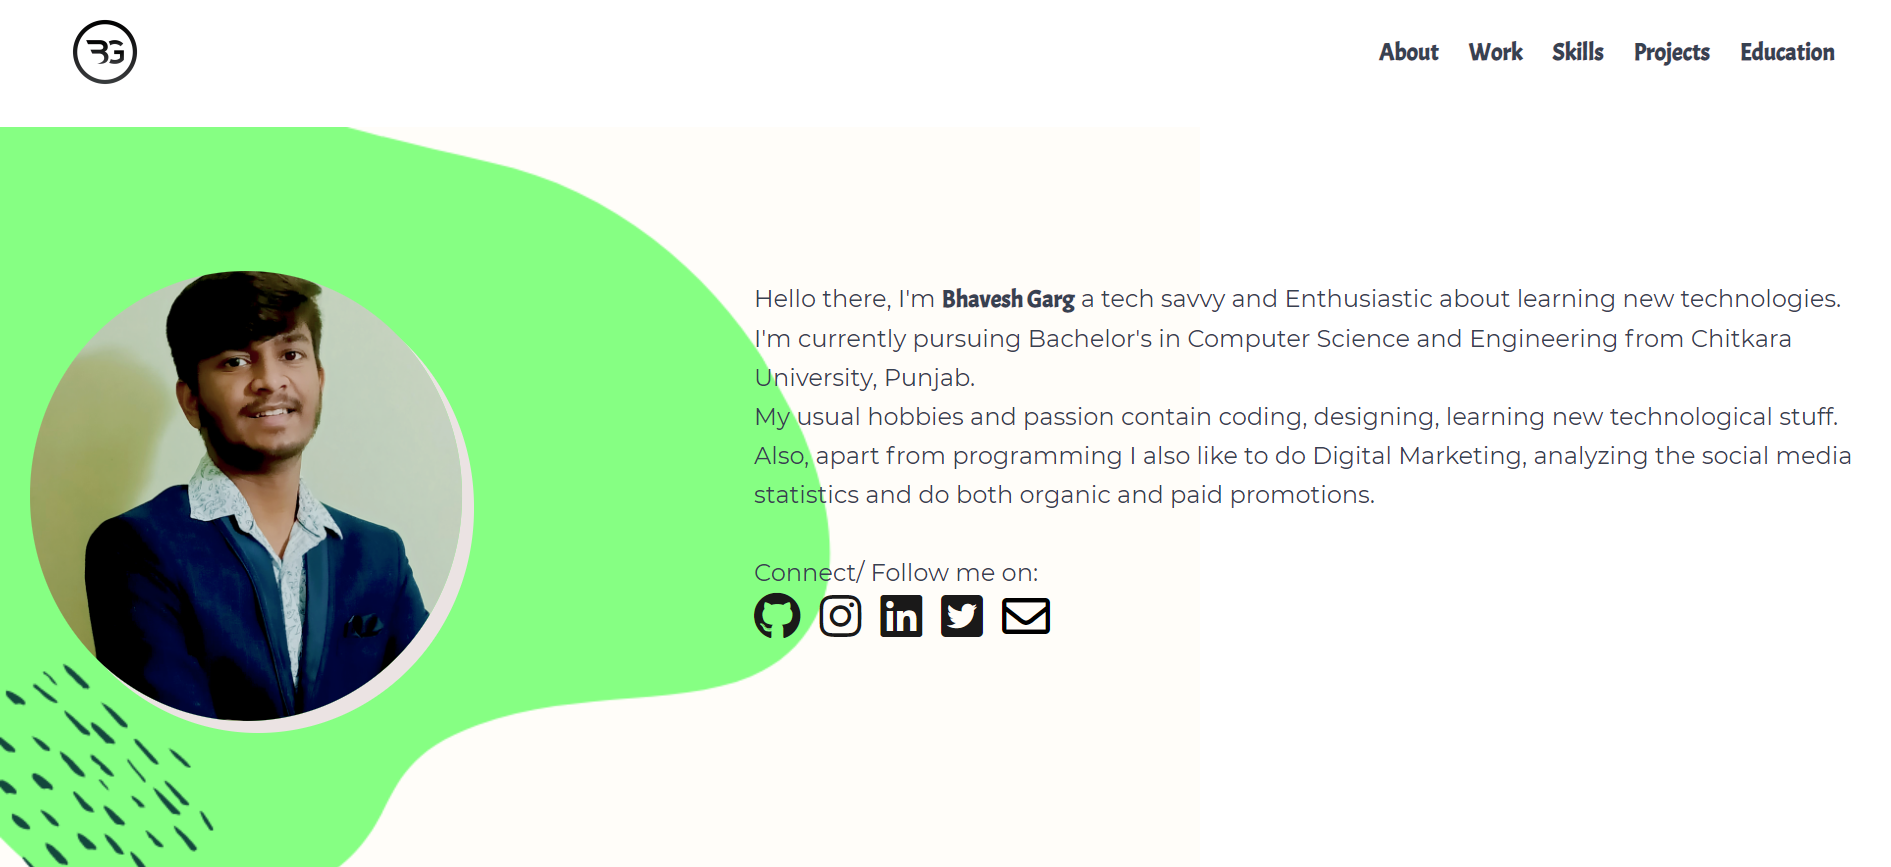 BG
About Work Skills Projects Education
Hello there, I'm Bhavesh Garg a tech savvy and Enthusiastic about learning new technologies.
I'm currently pursuing Bachelor's in Computer Science and Engineering from Chitkara
University, Punjab.
My usual hobbies and passion contain coding, designing, learning new technological stuff.
Also, apart from programming I also like to do Digital Marketing, analyzing the social media
statistics and do both organic and paid promotions.
Connect/ Follow me on:
in